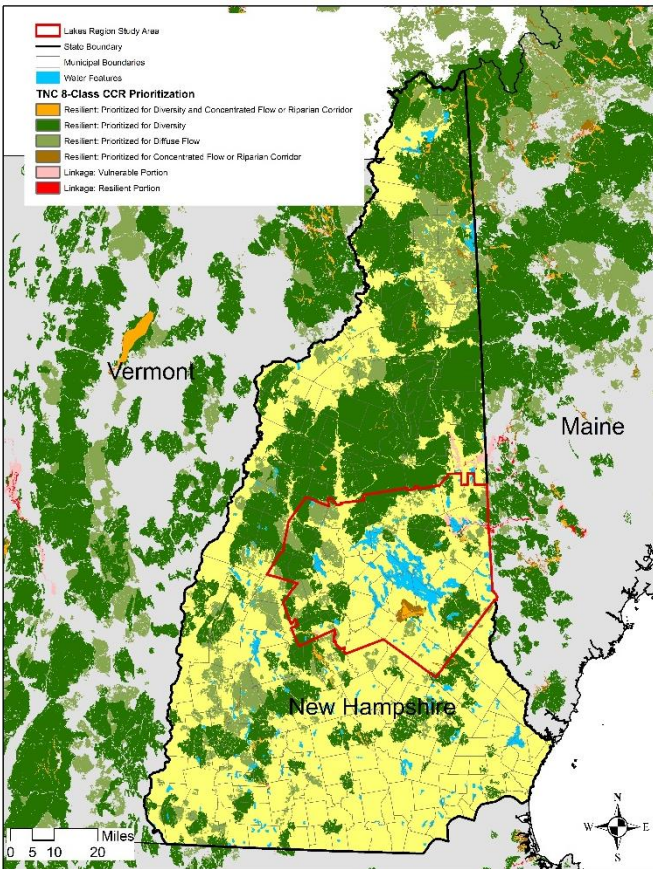 Lakes Region Study Area
State Boundary
Municipal Boundaries
Water Features
TNC 8-Class CCR Prioritization
Resilient: Prioritized for Diversity and Concentrated Flow or Riparian Corridor
Resilient: Prioritized for Diversity
Resilient: Prioritized for Diffuse Flow
Resilient: Prioritized for Concentrated Flow or Riparian Corridor
Linkage: Vulnerable Portion
Linkage: Resilient Portion
Vermont
Maine
New Hampshire
Miles
0 5 10 20
N
W E
S